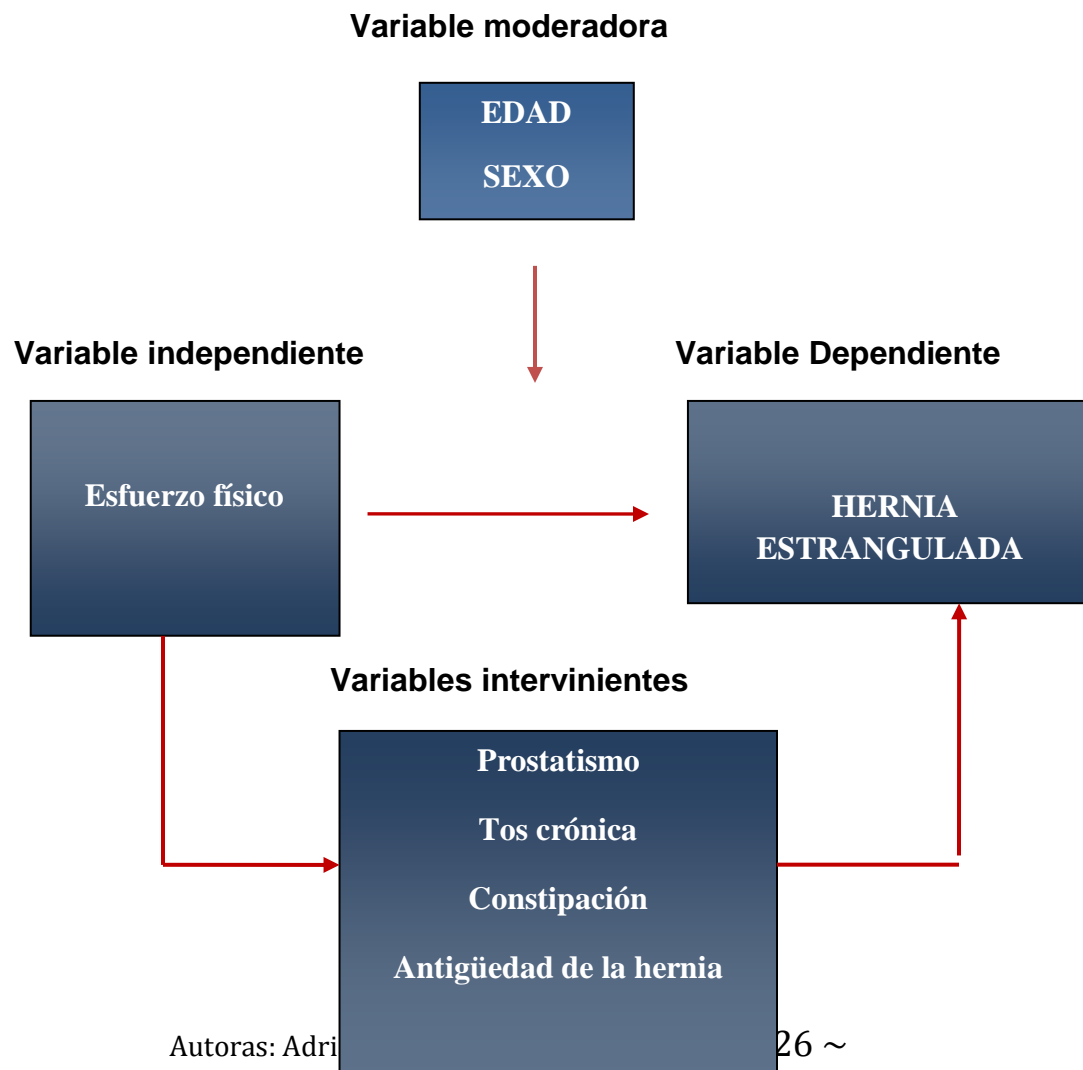 Variable moderadora
EDAD
SEXO
Variable independiente
Variable Dependiente
Esfuerzo físico
HERNIA
ESTRANGULADA
Variables intervinientes
Prostatismo
Tos crónica
Constipación
Antigüedad de la hernia
Autoras: Adri
26 ~